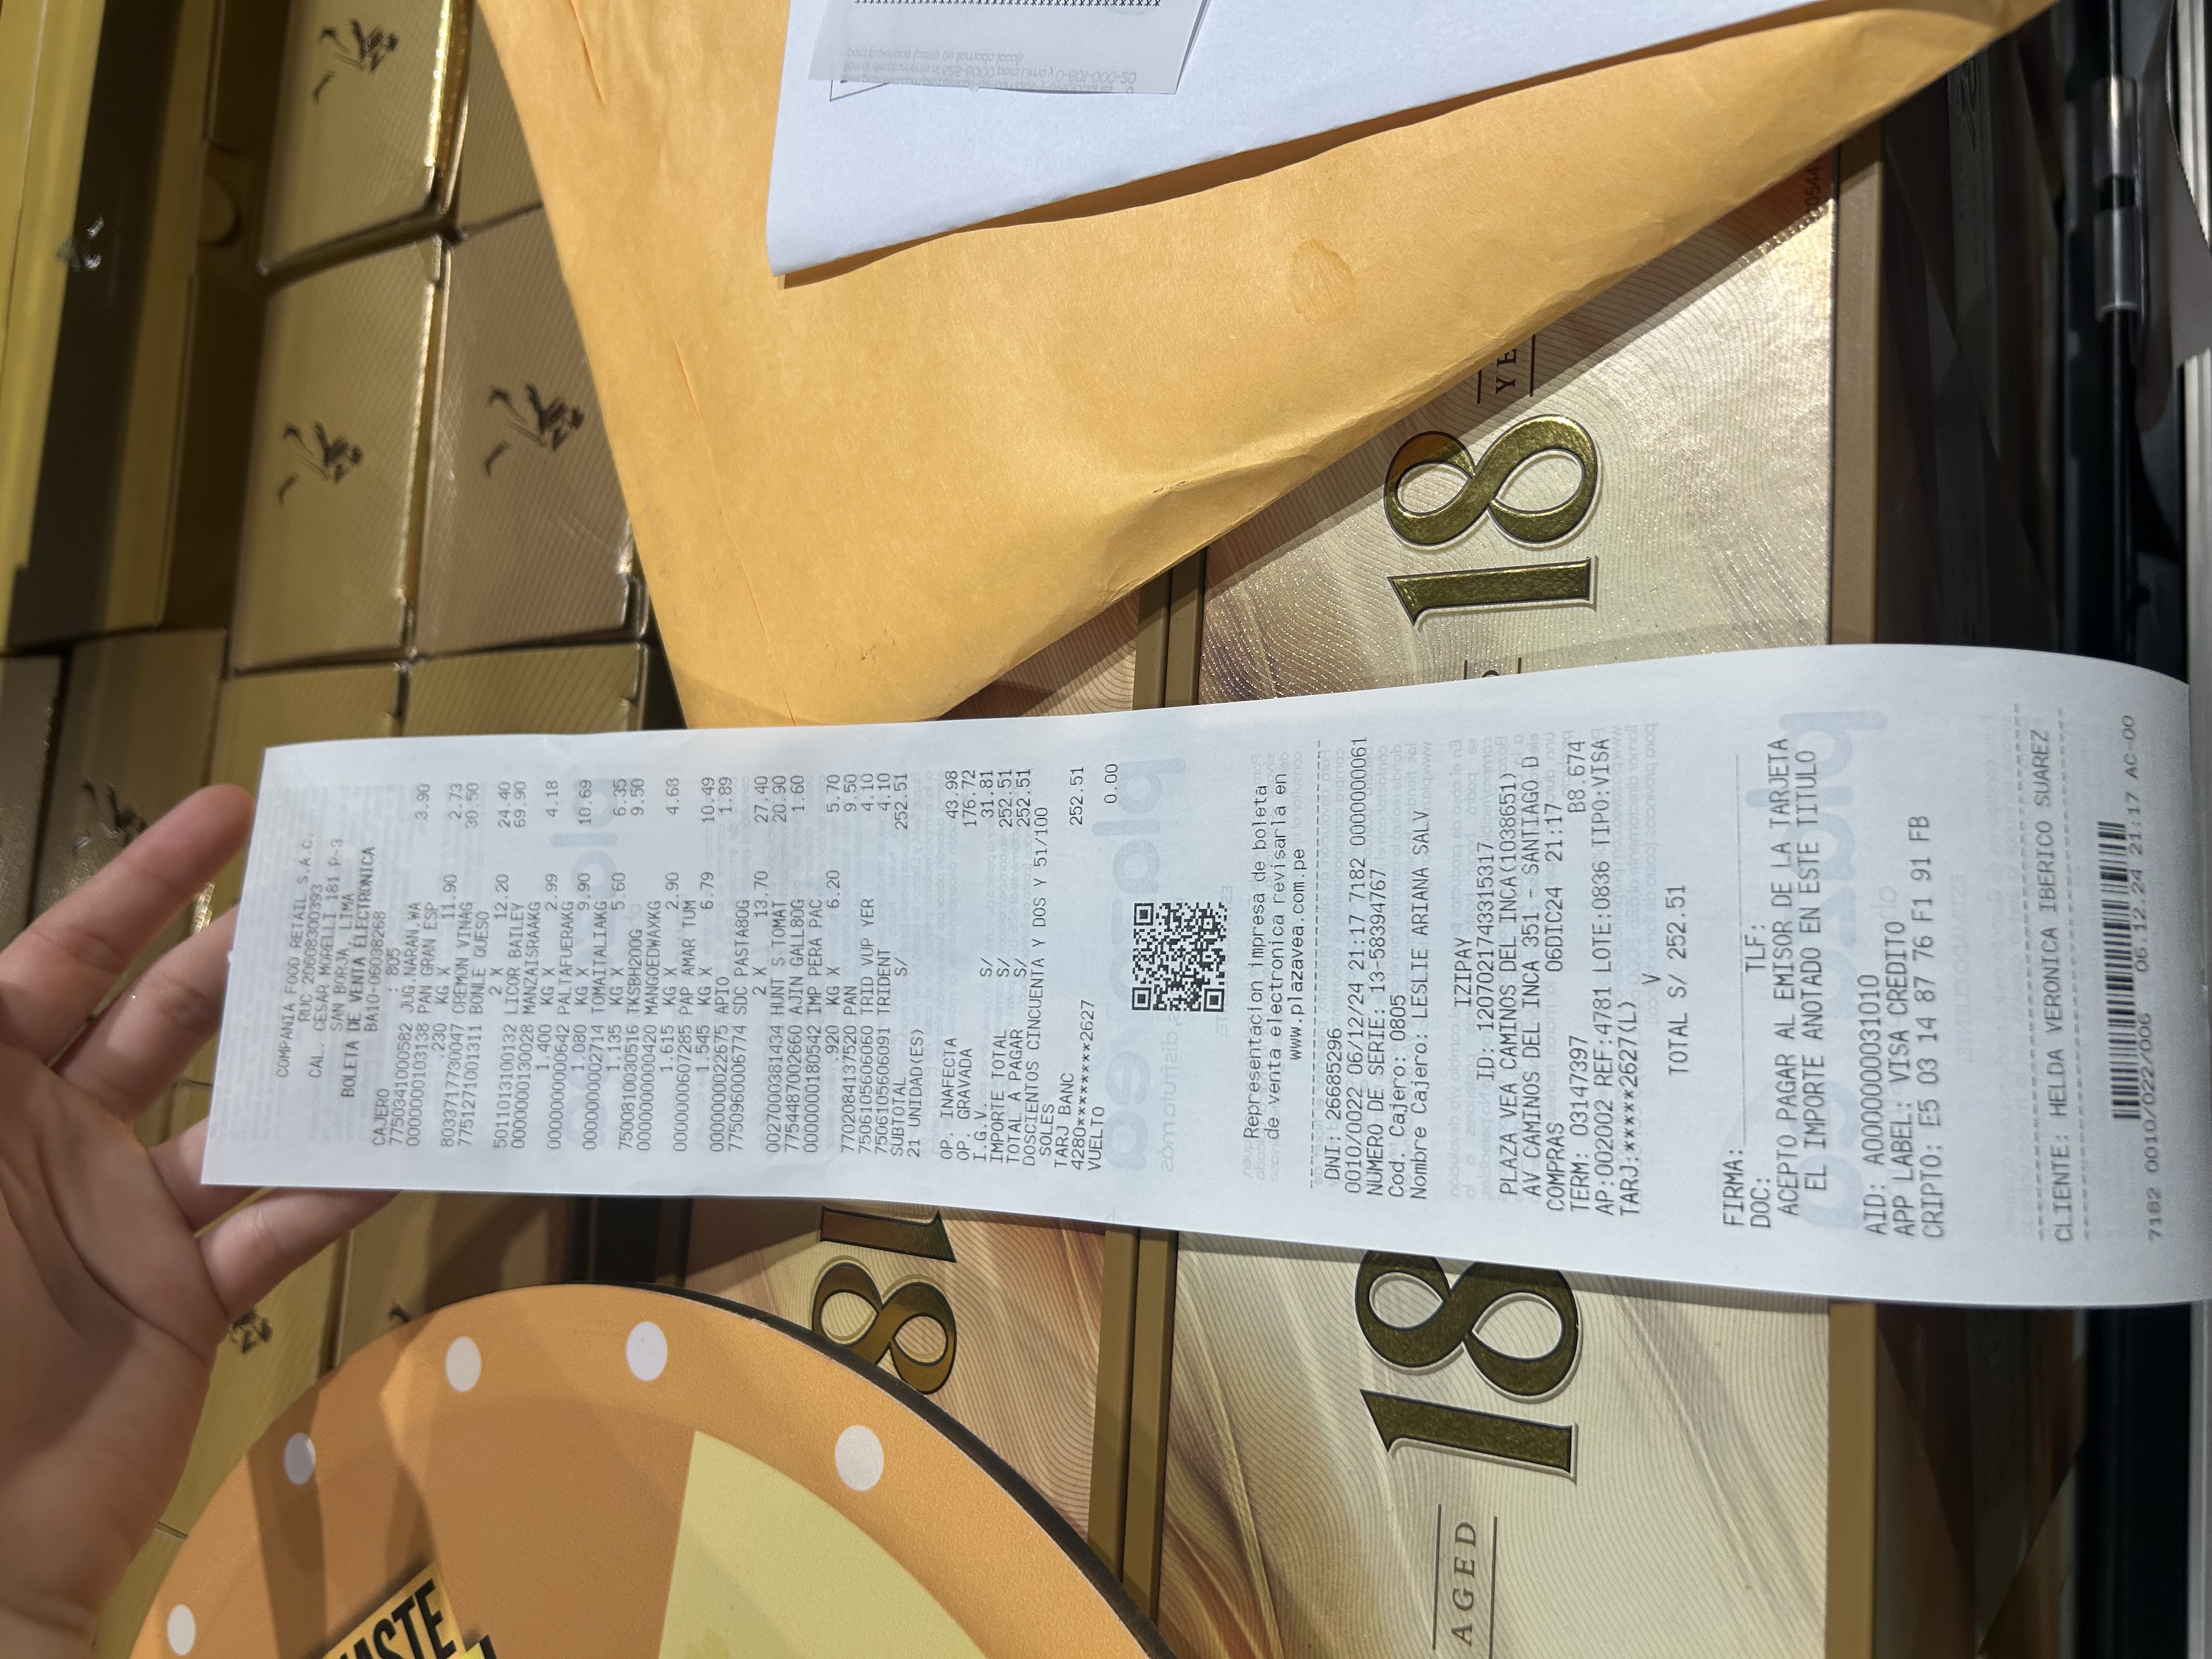 COMPANIA FOOD RETAIL S.A.C.
RUC 20608300393
CAL. CESAR MORELLI 181 P-3
SAN BORJA, LIMA
BOLETA DE VENTA ELECTRONICA
BA10-06038268
CAJERO : 805
7750341000582 JUG.NARAN.WA 3.90
0000000103138 PAN GRAN ESP
.230 KG X 11.90 2.73
8033717730047 CREMON VINAG 30.50
7751271001311 BONLE QUESO
2 X 12.20 24.40
5011013100132 LICOR BAILEY 69.90
0000000130028 MANZAISRAAKG
1.400 KG X 2.99 4.18
0000000000642 PALTAFUERAKG
1.080 KG X 9.90 10.69
0000000002714 TOMAITALIAKG
1.135 KG X 5.60 6.35
7500810030516 TKSBH200G 9.50
0000000000420 MANGOEDWAXKG
1.615 KG X 2.90 4.68
0000000607285 PAP AMAR TUM
1.545 KG X 6.79 10.49
0000000022675 APIO 1.89
7750960006774 SDC PASTA80G
2 X 13.70 27.40
0027000381434 HUNT S TOMAT 20.90
7754487002660 AJIN GALL80G 1.60
0000000180542 IMP PERA PAC
.920 KG X 6.20 5.70
7702084137520 PAN 9.50
7506105606060 TRID VUP YER 4.10
7506105606091 TRIDENT 4.10
SUBTOTAL S/ 252.51
21 UNIDAD(ES)
OP. INAFECTA 43.98
OP. GRAVADA 176.72
I.G.V. S/ 31.81
IMPORTE TOTAL S/ 252.51
TOTAL A PAGAR S/ 252.51
DOSCIENTOS CINCUENTA Y DOS Y 51/100
SOLES
TARJ BANC 252.51
4280********2627
VUELTO 0.00
Representacion impresa de boleta
de venta electronica revisarla en
www.plazavea.com.pe
DNI: 26685296
0010/0022 06/12/24 21:17 7182 0000000061
NUMERO DE SERIE: 13-58394767
Cod. Cajero: 0805
Nombre Cajero: LESLIE ARIANA SALV
IZIPAY
ID: 1207021743315317
PLAZA VEA CAMINOS DEL INCA(1038651)
AV CAMINOS DEL INCA 351 - SANTIAGO D
COMPRAS 06DIC24 21:17
TERM: 03147397 B8.674
AP:002002 REF:4781 LOTE:0836 TIPO:VISA
TARJ:*****2627(L)
V
TOTAL S/ 252.51
FIRMA:
DOC: TLF:
ACEPTO PAGAR AL EMISOR DE LA TARJETA
EL IMPORTE ANOTADO EN ESTE TITULO
AID: A0000000031010
APP LABEL: VISA CREDITO
CRIPTO: E5 03 14 87 76 F1 91 FB
CLIENTE: HELDA VERONICA IBERICO SUAREZ
7182 0010/022/006 06.12.24 21:17 AC-00
18
AGED 18
18 YE